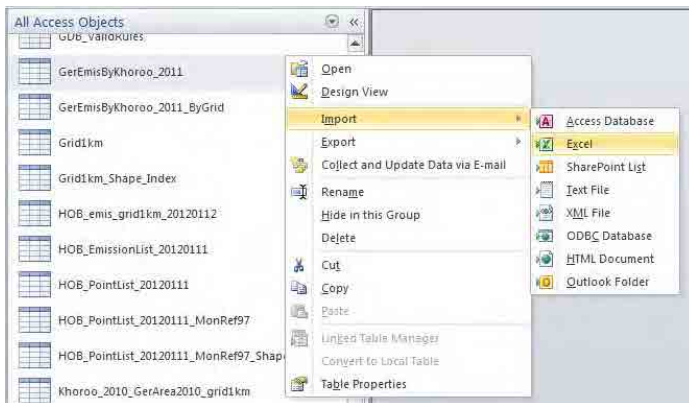 All Access Objects
GDB_ValidRules
GerEmisByKhoroo_2011
GerEmisByKhoroo_2011_ByGrid
Grid1km
Grid1km_Shape_Index
HOB_emis_grid1km_20120112
HOB_EmissionList_20120111
HOB_PointList_20120111
HOB_PointList_20120111_MonRef97
HOB_PointList_20120111_MonRef97_Shap
Khoroo_2010_GerArea2010_grid1km
Open
Design View
Import
Export
Collect and Update Data via E-mail
Rename
Hide in this Group
Delete
Cut
Copy
Paste
Linked Table Manager
Convert to Local Table
Table Properties
Access Database
Excel
SharePoint List
Text File
XML File
ODBC Database
HTML Document
Outlook Folder